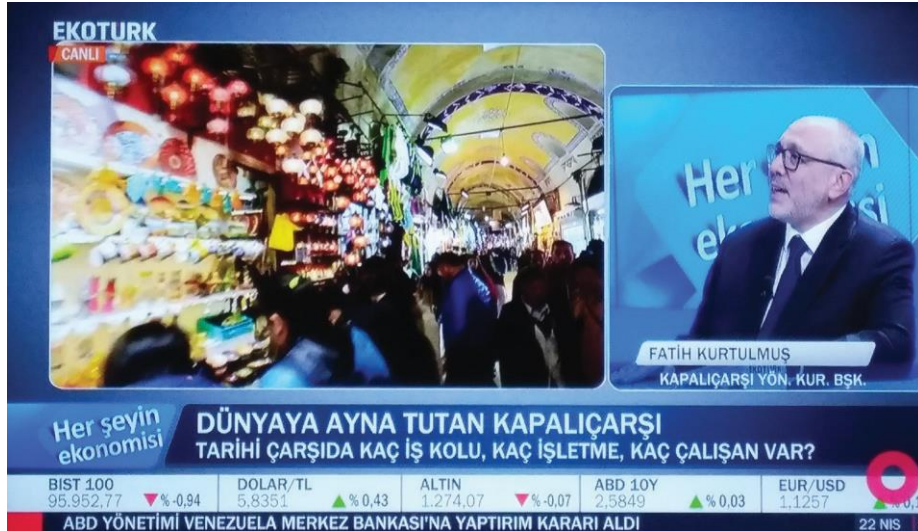 EKOTURK
CANLI
Her şeyin
ekonomisi
FATİH KURTULMUŞ
KAPALIÇARŞI YÖN. KUR. BŞK.
Her şeyin
ekonomisi
DÜNYAYA AYNA TUTAN KAPALIÇARŞI
TARİHİ ÇARŞIDA KAÇ İŞ KOLU, KAÇ İŞLETME, KAÇ ÇALIŞAN VAR?
BIST 100 DOLAR/TL ALTIN ABD 10Y EUR/USD
95.952,77 ▼% -0,94 5.8351 ▲% 0,43 1.274,07 ▼% -0,07 2,5849 ▲% 0,03 1,1257
ABD YÖNETİMİ VENEZUELA MERKEZ BANKASI'NA YAPTIRIM KARARI ALDI 22 NIS